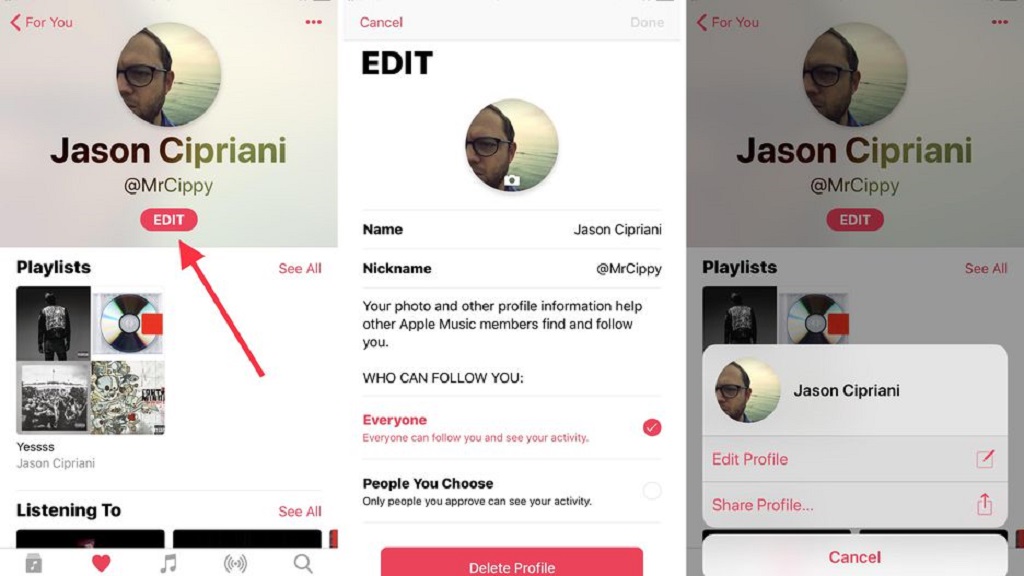 For You
Jason Cipriani
@MrCippy
EDIT
Playlists
See All
Yessss
Jason Cipriani
Listening To
See All
Cancel
Done
EDIT
Name
Jason Cipriani
Nickname
@MrCippy
Your photo and other profile information help
other Apple Music members find and follow
you.
WHO CAN FOLLOW YOU:
Everyone
Everyone can follow you and see your activity.
People You Choose
Only people you approve can see your activity.
Delete Profile
For You
Jason Cipriani
@MrCippy
EDIT
Playlists
See All
Jason Cipriani
Edit Profile
Share Profile...
Cancel